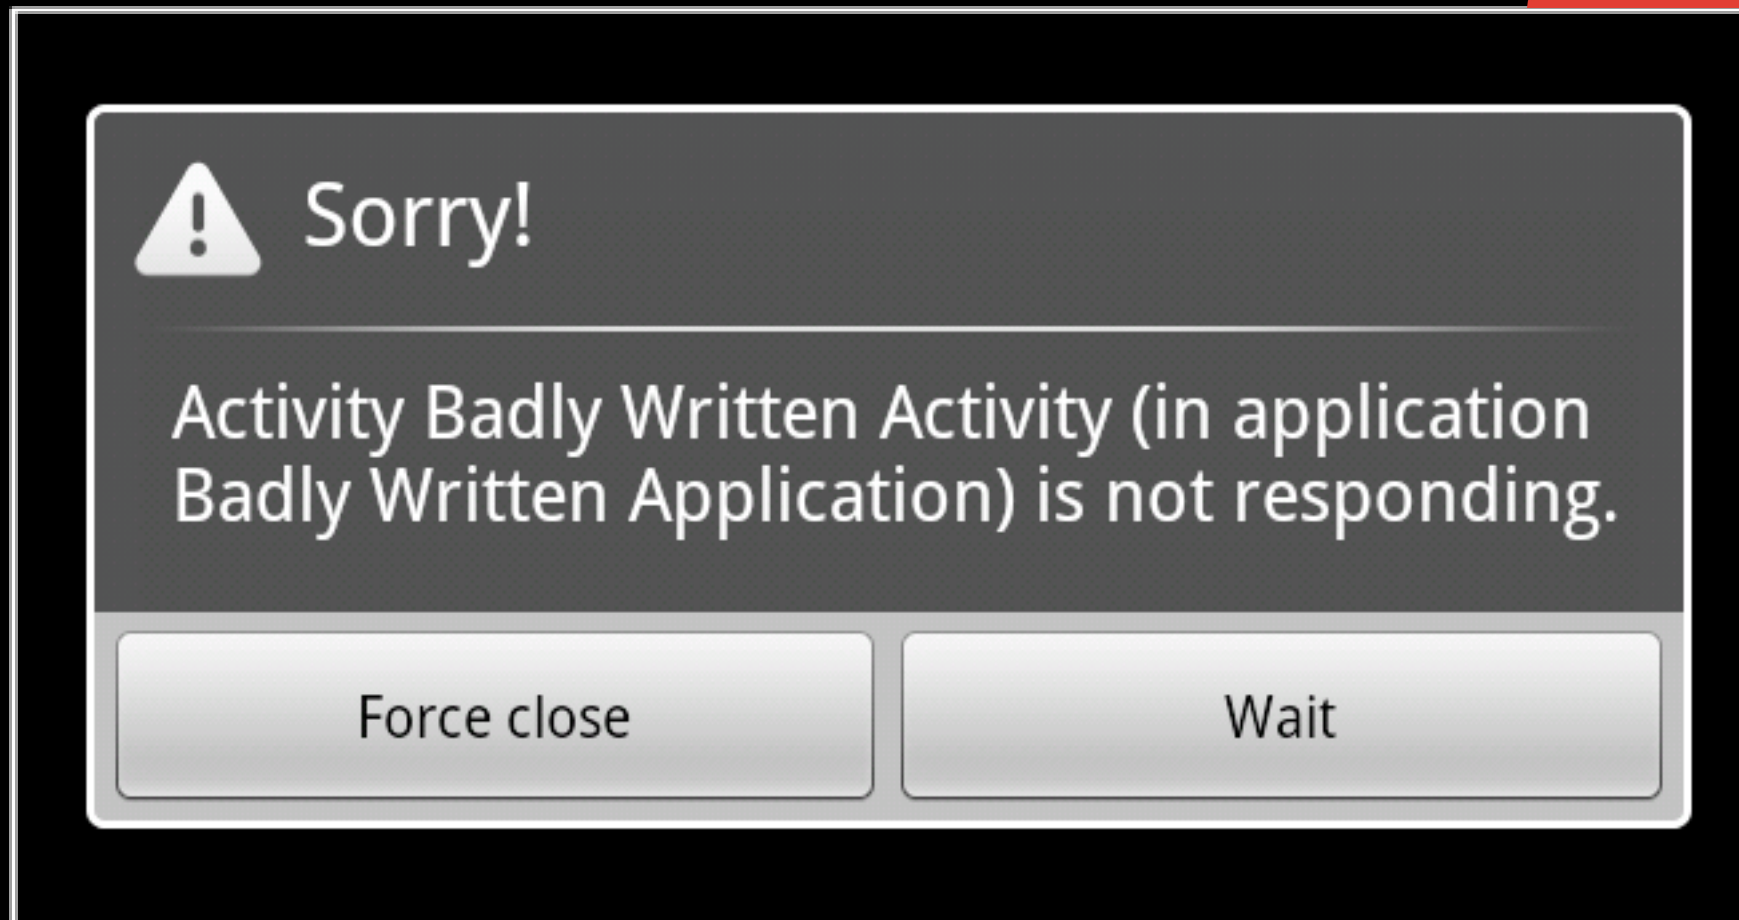 Sorry!
Activity Badly Written Activity (in application
Badly Written Application) is not responding.
Force close
Wait